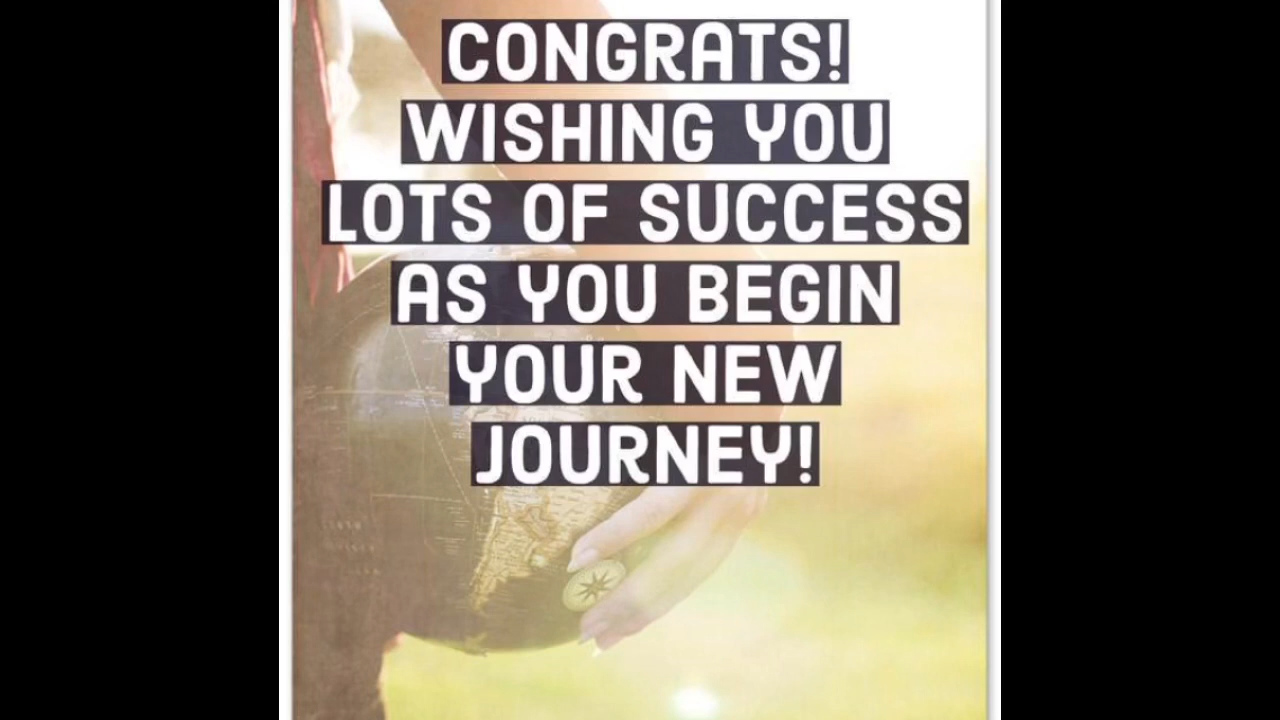 CONGRATS!
WISHING YOU
LOTS OF SUCCESS
AS YOU BEGIN
YOUR NEW
JOURNEY!